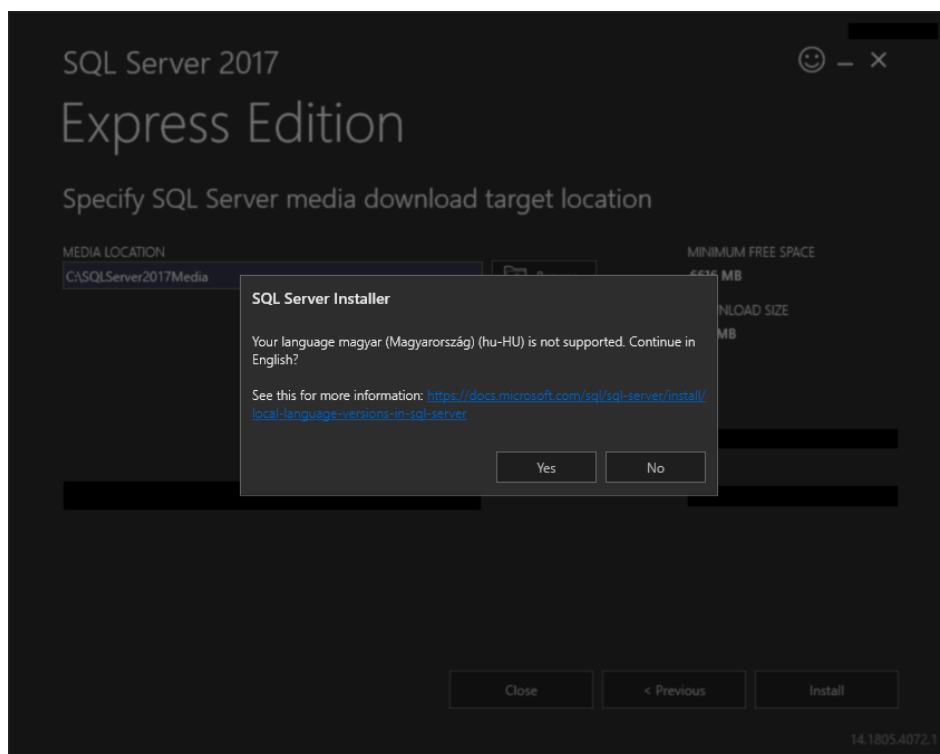 SQL Server 2017
Express Edition
Specify SQL Server media download target location
MEDIA LOCATION
C:\SQLServer2017Media
MINIMUM FREE SPACE
6616 MB
SIZE
MB
SQL Server Installer
Your language magyar (Magyarország) (hu-HU) is not supported. Continue in
English?
See this for more information: https://docs.microsoft.com/sql/sql-server/install/
local-language-versions-in-sql-server
Yes
No
Close
< Previous
Install
14.1805.4072.1